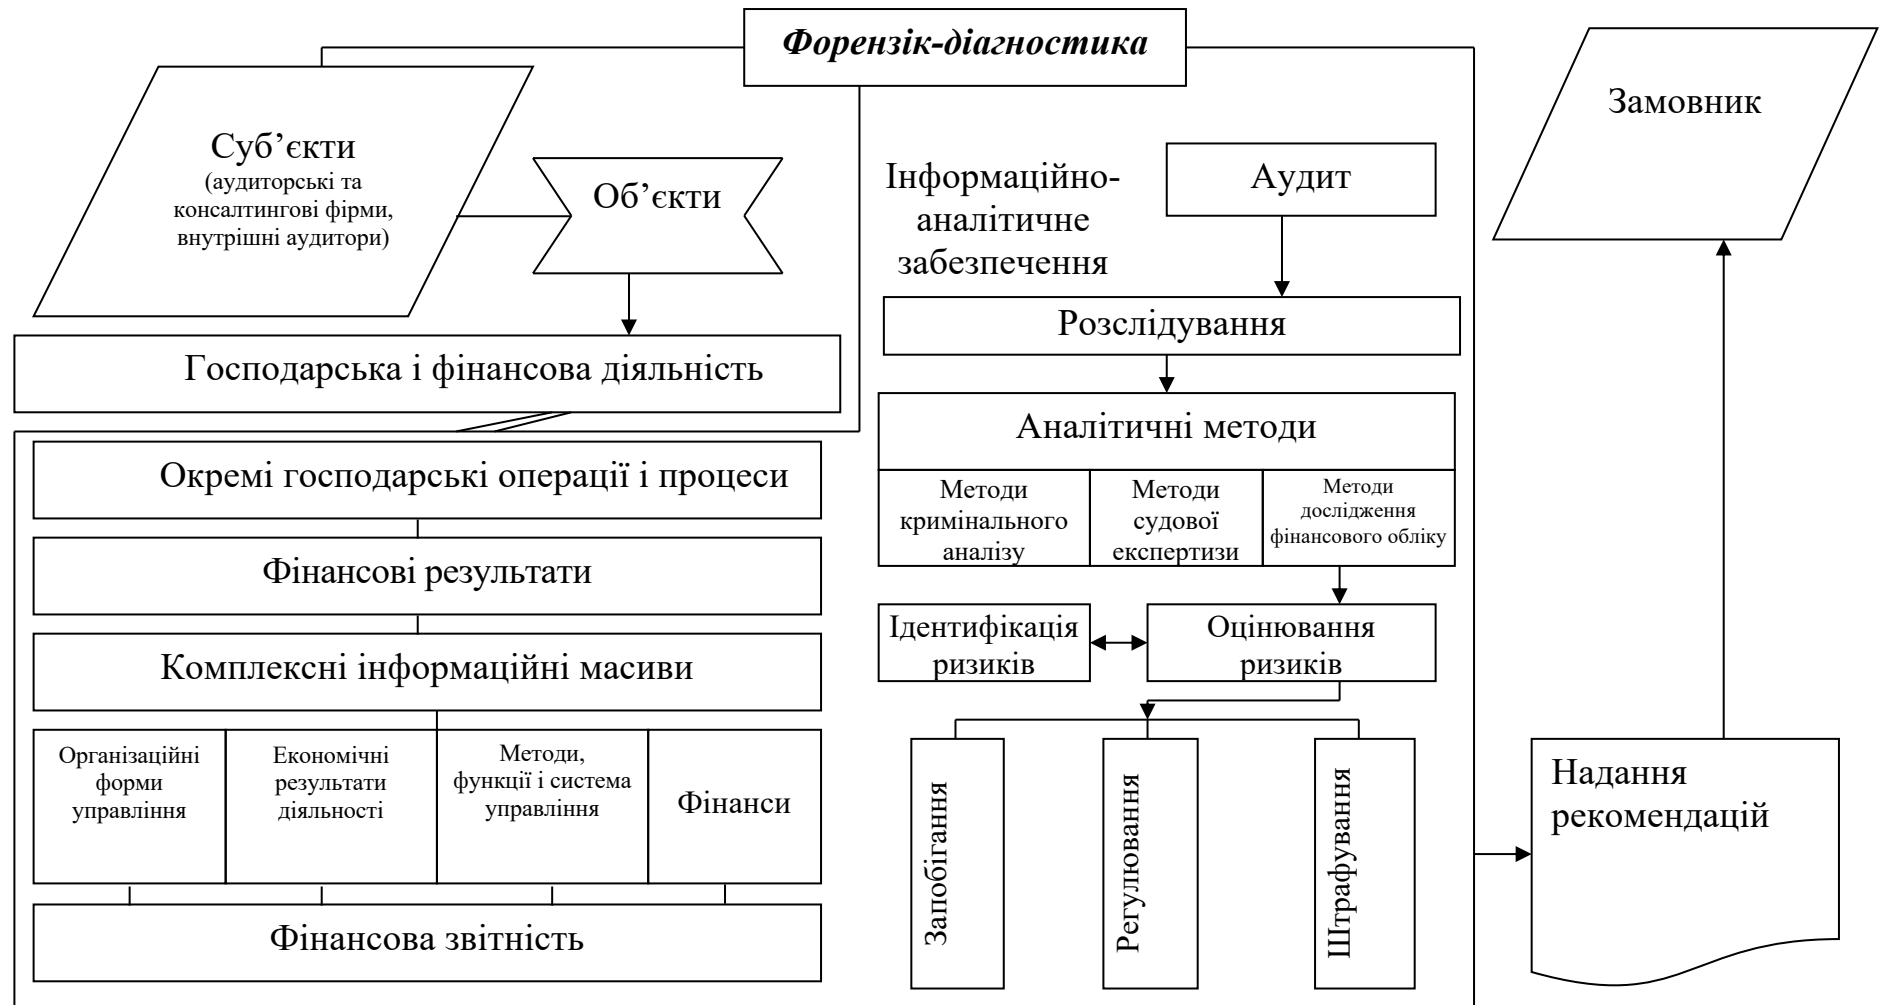 Форензік-діагностика
Замовник
Суб’єкти
(аудиторські та
консалтингові фірми,
внутрішні аудитори)
Об’єкти
Інформаційно-
аналітичне
забезпечення
Аудит
Розслідування
Господарська і фінансова діяльність
Аналітичні методи
Методи
кримінального
аналізу
Методи
судової
експертизи
Методи
дослідження
фінансового обліку
Окремі господарські операції і процеси
Фінансові результати
Комплексні інформаційні масиви
Ідентифікація
ризиків
Оцінювання
ризиків
Організаційні
форми
управління
Економічні
результати
діяльності
Методи,
функції і система
управління
Фінанси
Запобігання
Регулювання
Штрафування
Надання
рекомендацій
Фінансова звітність